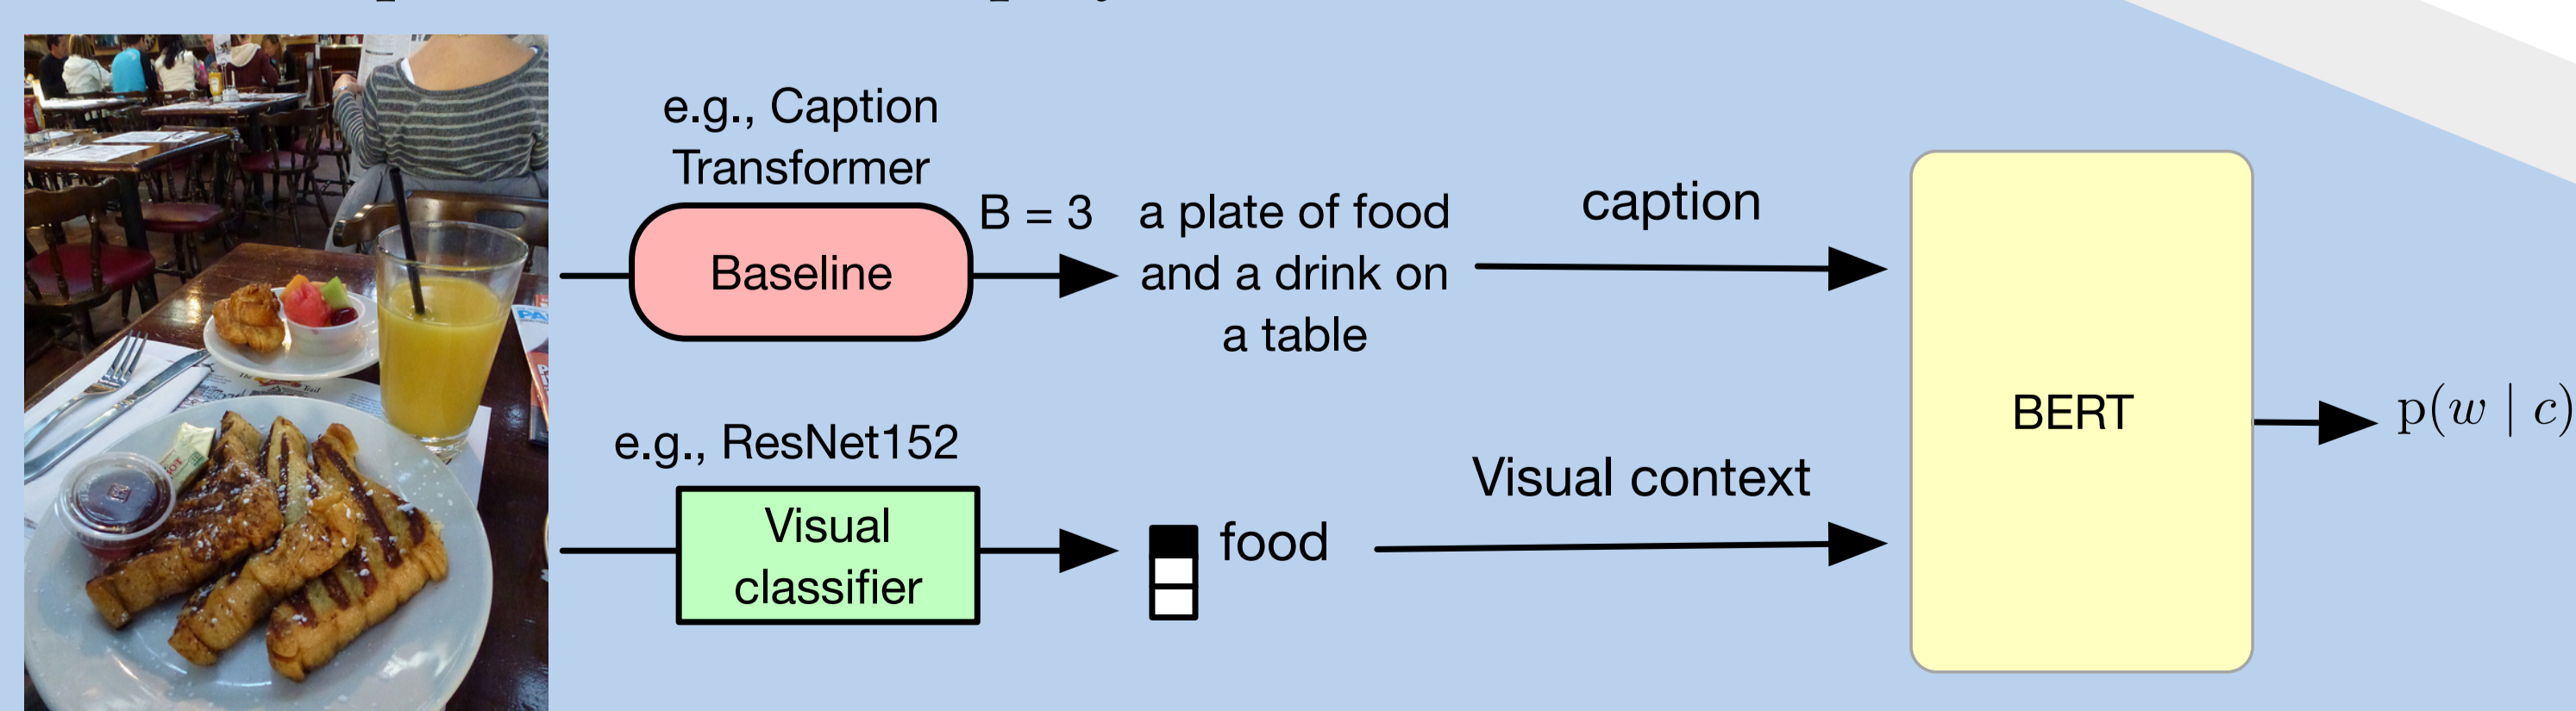 e.g., Caption
Transformer
Baseline
B = 3
a plate of food
and a drink on
a table
caption
e.g., ResNet152
Visual
classifier
food
Visual context
BERT
p(w | c)